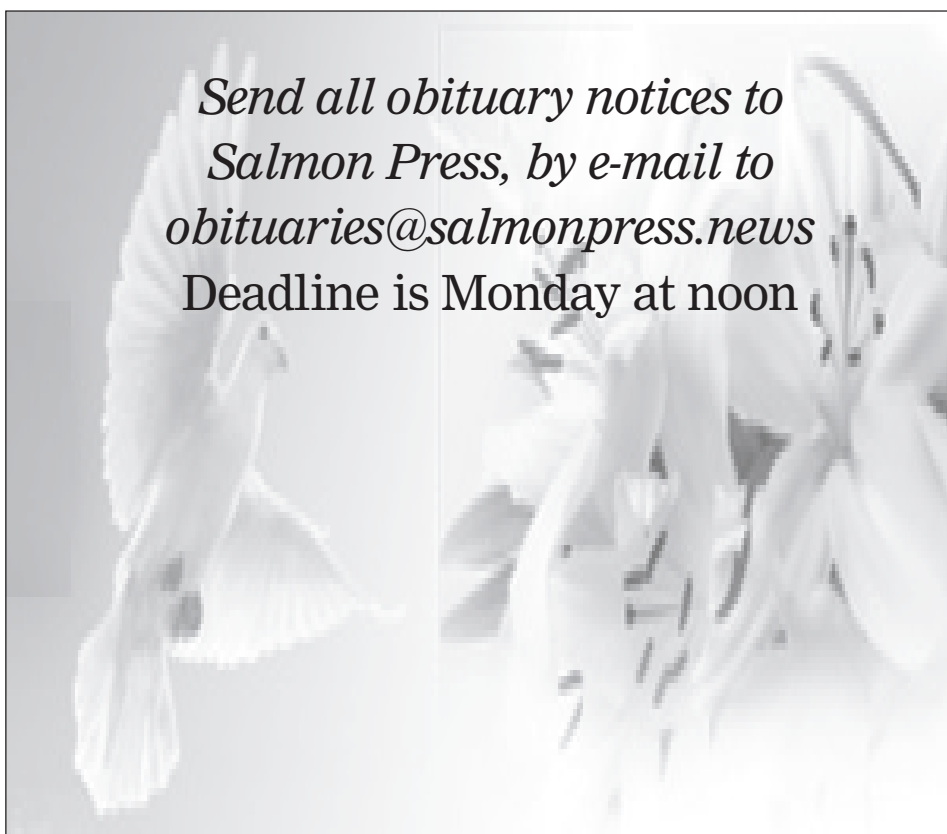 Send all obituary notices to
Salmon Press, by e-mail to
obituaries@salmonpress.news
Deadline is Monday at noon